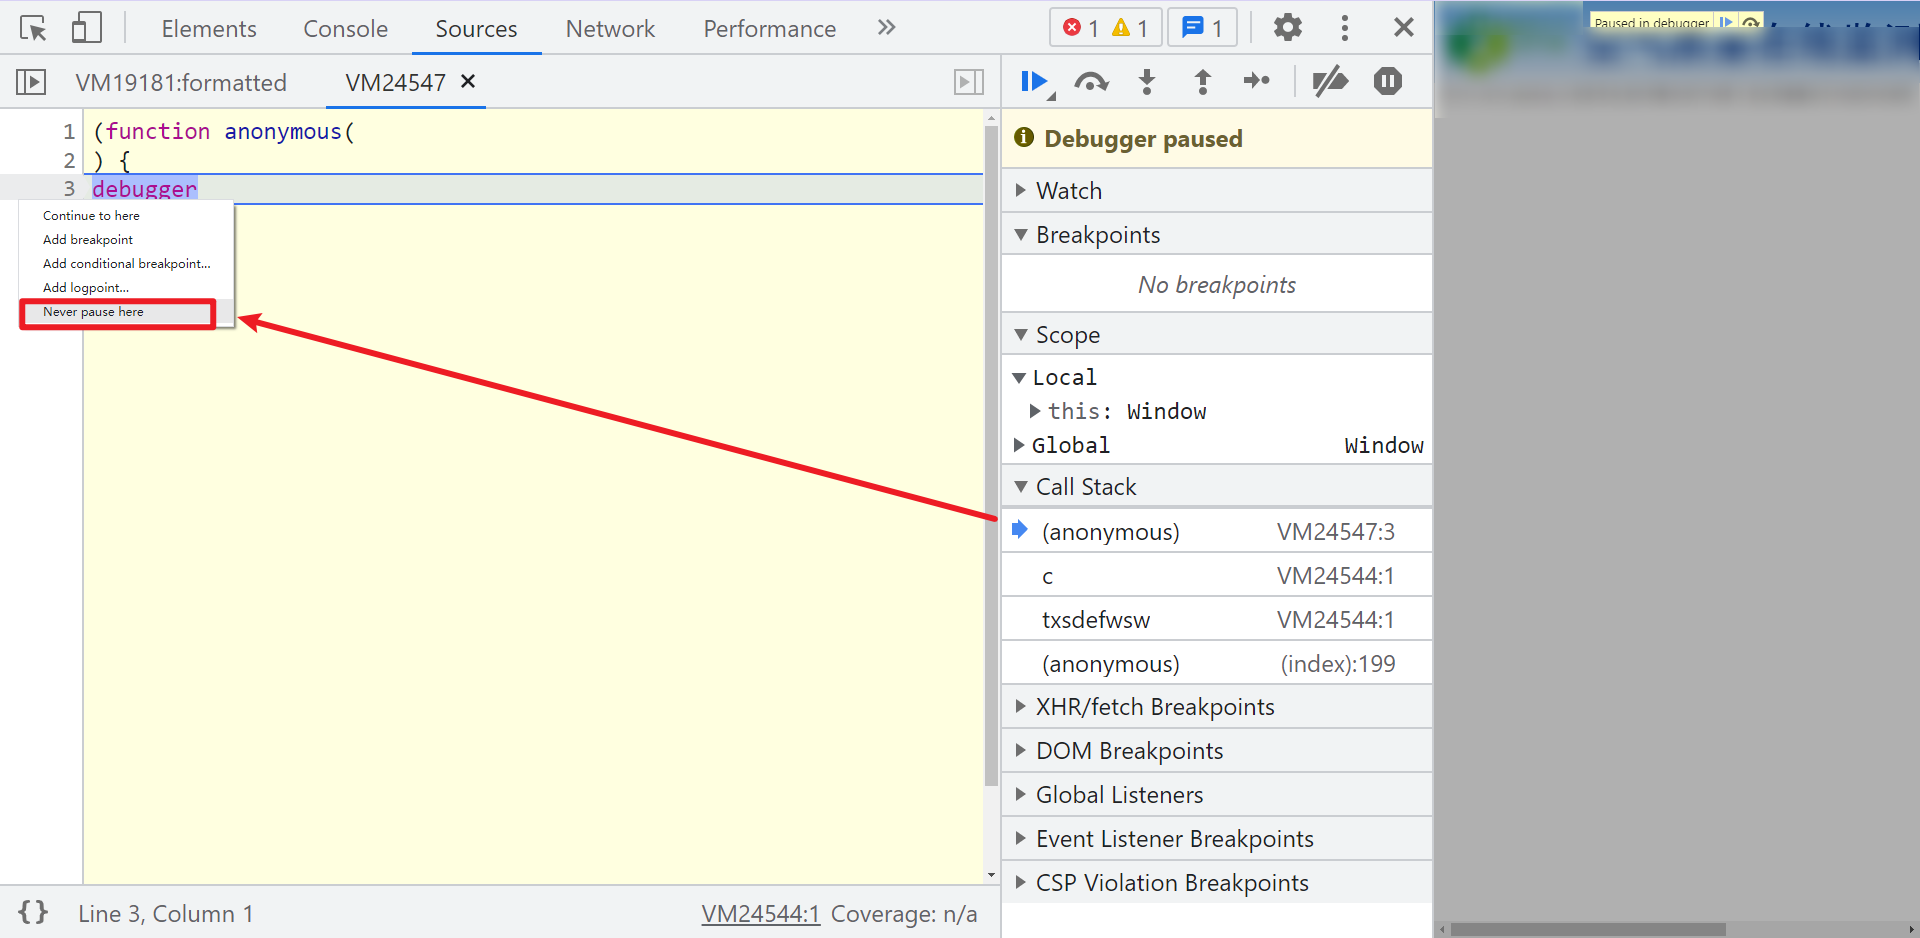 Elements Console Sources Network Performance » 1 1 1
VM19181:formatted VM24547 ×
1 (function anonymous(
2 ) {
3 debugger
Continue to here
Add breakpoint
Add conditional breakpoint...
Add logpoint...
Never pause here
{} Line 3, Column 1 VM24544:1 Coverage: n/a
Debugger paused
Watch
Breakpoints
No breakpoints
Scope
Local
this: Window
Global Window
Call Stack
(anonymous) VM24547:3
c VM24544:1
txsdefwsw VM24544:1
(anonymous) (index):199
XHR/fetch Breakpoints
DOM Breakpoints
Global Listeners
Event Listener Breakpoints
CSP Violation Breakpoints
Paused in debugger